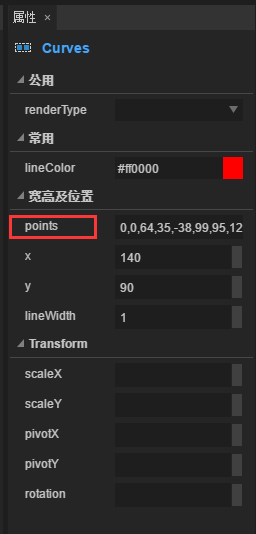 属性 ×
Curves
公用
renderType
常用
lineColor #ff0000
宽高及位置
points 0,0,64,35,-38,99,95,12
x 140
y 90
lineWidth 1
Transform
scaleX
scaleY
pivotX
pivotY
rotation